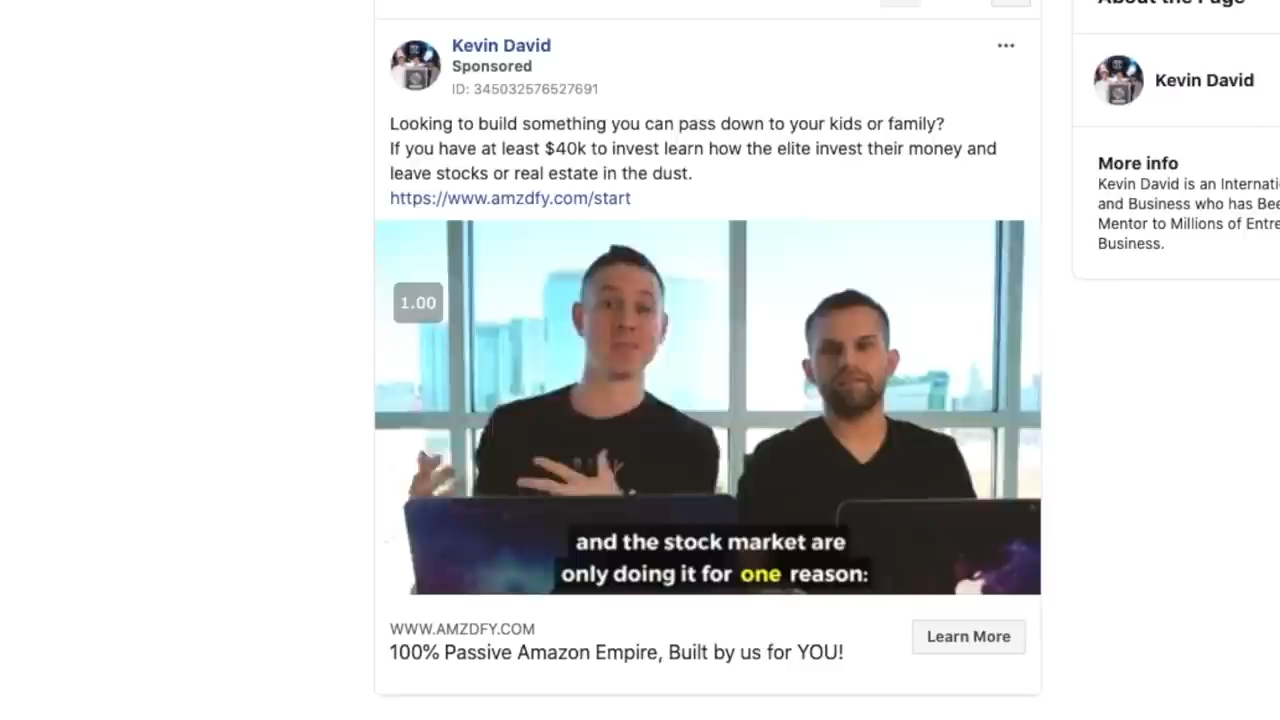 About the Page
Kevin David
Sponsored
ID: 345032576527691
Looking to build something you can pass down to your kids or family?
If you have at least $40k to invest learn how the elite invest their money and
leave stocks or real estate in the dust.
https://www.amzdfy.com/start
1.00
and the stock market are
only doing it for one reason:
WWW.AMZDFY.COM
100% Passive Amazon Empire, Built by us for YOU!
Learn More
Kevin David
More info
Kevin David is an Internati
and Business who has Bee
Mentor to Millions of Entre
Business.